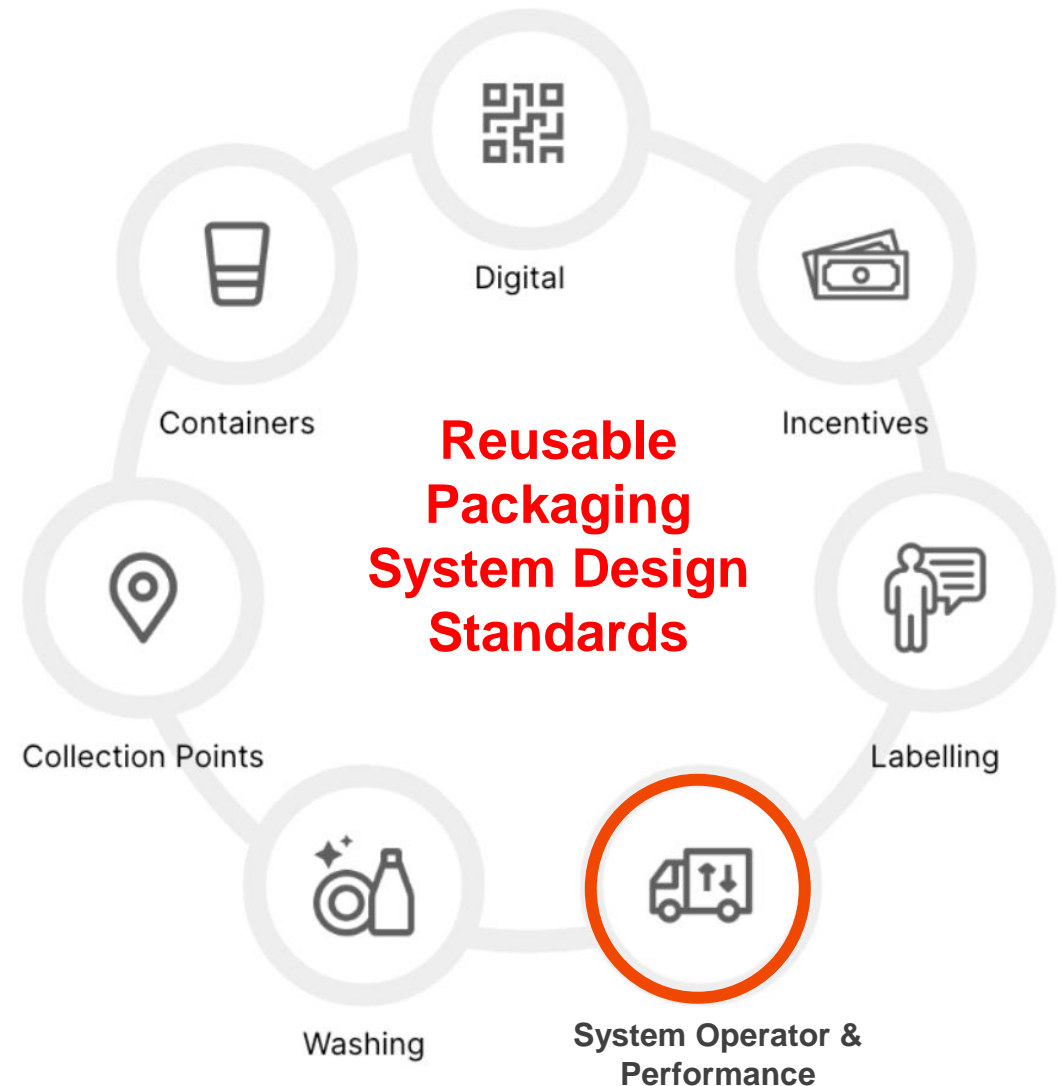 Digital
Containers
Incentives
Reusable
Packaging
System Design
Standards
Collection Points
Labelling
Washing
System Operator &
Performance